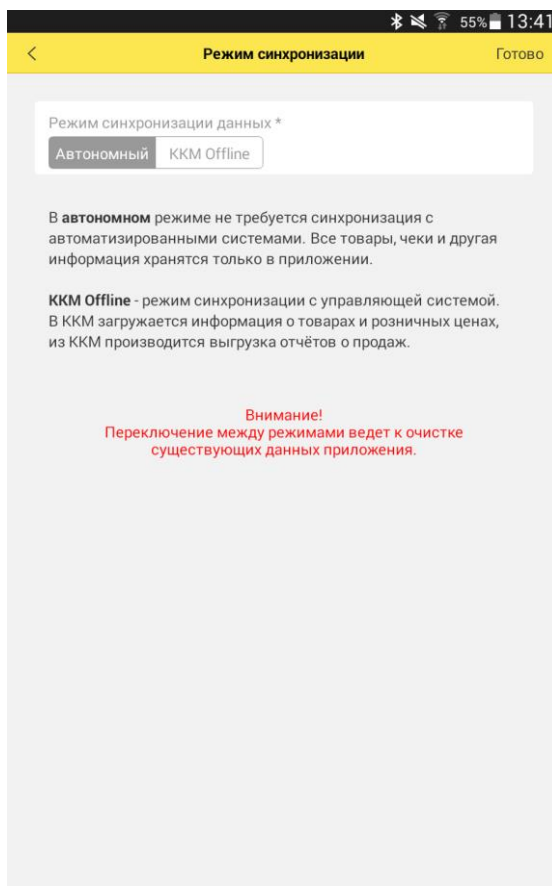 55% 13:41
Режим синхронизации Готово
Режим синхронизации данных *
Автономный ККМ Offline
В автономном режиме не требуется синхронизация с
автоматизированными системами. Все товары, чеки и другая
информация хранятся только в приложении.
ККМ Offline - режим синхронизации с управляющей системой.
В ККМ загружается информация о товарах и розничных ценах,
из ККМ производится выгрузка отчётов о продаж.
Внимание!
Переключение между режимами ведет к очистке
существующих данных приложения.